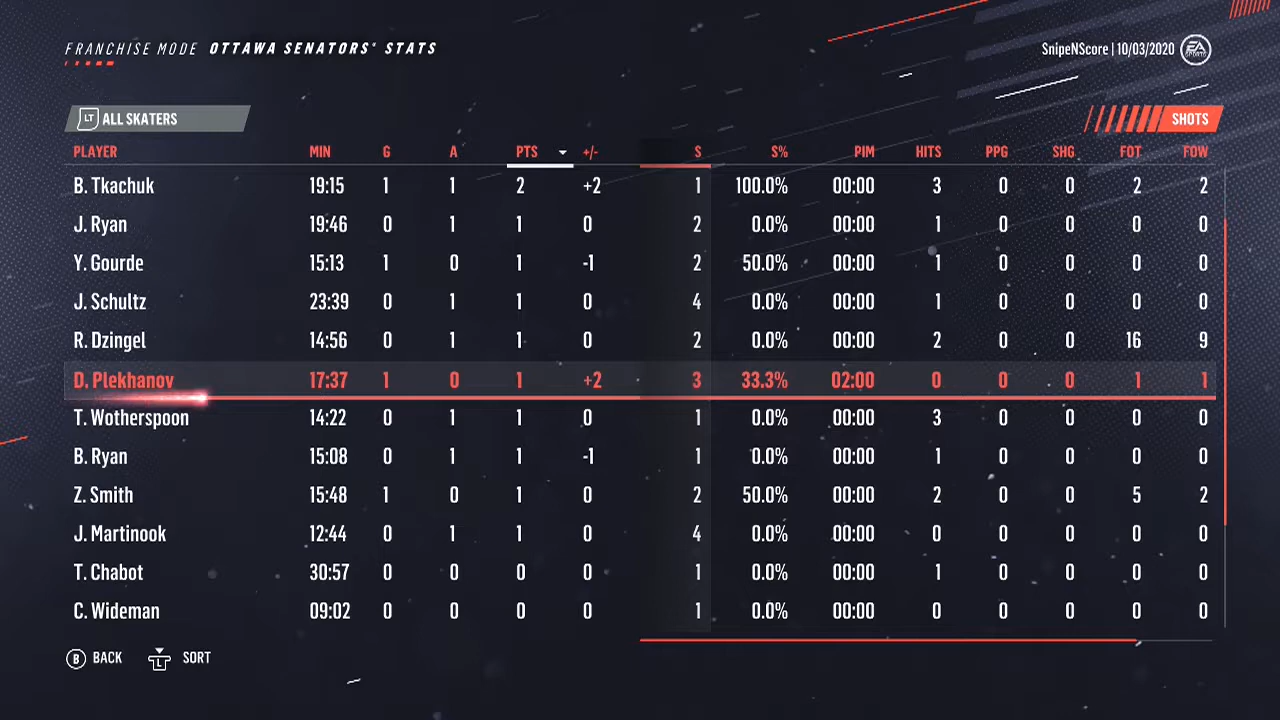 FRANCHISE MODE OTTAWA SENATORS' STATS
SnipeNScore | 10/03/2020 EA SPORTS
LT ALL SKATERS
SHOTS
PLAYER MIN G A PTS +/- S S% PIM HITS PPG SHG FOT FOW
B. Tkachuk 19:15 1 1 2 +2 1 100.0% 00:00 3 0 0 2 2
J. Ryan 19:46 0 1 1 0 2 0.0% 00:00 1 0 0 0 0
Y. Gourde 15:13 1 0 1 -1 2 50.0% 00:00 1 0 0 0 0
J. Schultz 23:39 0 1 1 0 4 0.0% 00:00 1 0 0 0 0
R. Dzingel 14:56 0 1 1 0 2 0.0% 00:00 2 0 0 16 9
D. Plekhanov 17:37 1 0 1 +2 3 33.3% 02:00 0 0 0 1 1
T. Wotherspoon 14:22 0 1 1 0 1 0.0% 00:00 3 0 0 0 0
B. Ryan 15:08 0 1 1 -1 1 0.0% 00:00 1 0 0 0 0
Z. Smith 15:48 1 0 1 0 2 50.0% 00:00 2 0 0 5 2
J. Martinook 12:44 0 1 1 0 4 0.0% 00:00 0 0 0 0 0
T. Chabot 30:57 0 0 0 0 1 0.0% 00:00 1 0 0 0 0
C. Wideman 09:02 0 0 0 0 1 0.0% 00:00 0 0 0 0 0
B BACK L SORT